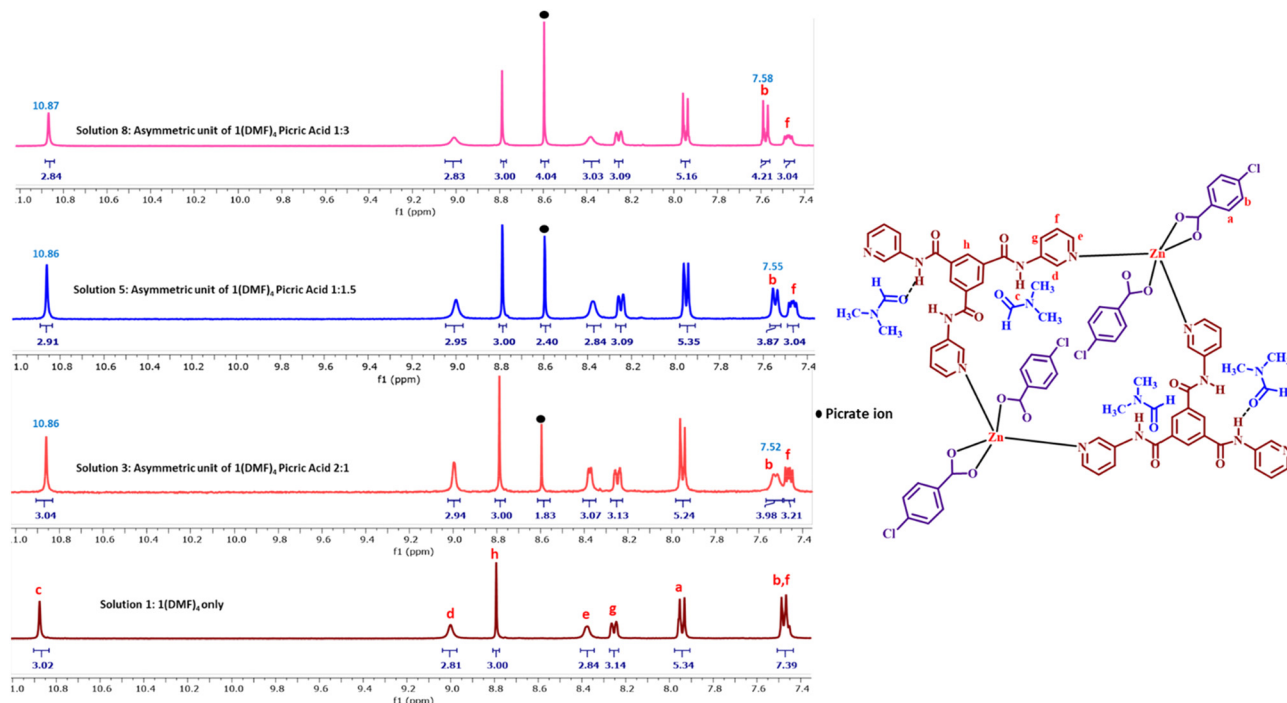 10.87
Solution 8: Asymmetric unit of 1(DMF)4 Picric Acid 1:3
7.58
b
f
2.84 2.83 3.00 4.04 3.03 3.09 5.16 4.21 3.04
1.0 10.8 10.6 10.4 10.2 10.0 9.8 9.6 9.4 9.2 9.0 8.8 8.6 8.4 8.2 8.0 7.8 7.6 7.4
f1 (ppm)
10.86
Solution 5: Asymmetric unit of 1(DMF)4 Picric Acid 1:1.5
7.55
b
f
2.91 2.95 3.00 2.40 2.84 3.09 5.35 3.87 3.04
1.0 10.8 10.6 10.4 10.2 10.0 9.8 9.6 9.4 9.2 9.0 8.8 8.6 8.4 8.2 8.0 7.8 7.6 7.4
f1 (ppm)
10.86
Solution 3: Asymmetric unit of 1(DMF)4 Picric Acid 2:1
7.52
b
f
3.04 2.94 3.00 1.83 3.07 3.13 5.24 3.98 3.21
1.0 10.8 10.6 10.4 10.2 10.0 9.8 9.6 9.4 9.2 9.0 8.8 8.6 8.4 8.2 8.0 7.8 7.6 7.4
f1 (ppm)
c
Solution 1: 1(DMF)4 only
d
h
e
g
a
b,f
3.02 2.81 3.00 2.84 3.14 5.34 7.39
1.0 10.8 10.6 10.4 10.2 10.0 9.8 9.6 9.4 9.2 9.0 8.8 8.6 8.4 8.2 8.0 7.8 7.6 7.4
f1 (ppm)
● Picrate ion
Cl
b
a
f
g e
O h O O
N N H N H d N Zn O O
H O c CH3
N O N
H3C CH3 H CH3
O O
Cl
O
N H
N
Cl
N
H3C N CH3 H
O
N H
CH3
H3C N H
O
O
O
Zn O O
O
N N H
O
O
H
N
N
Cl